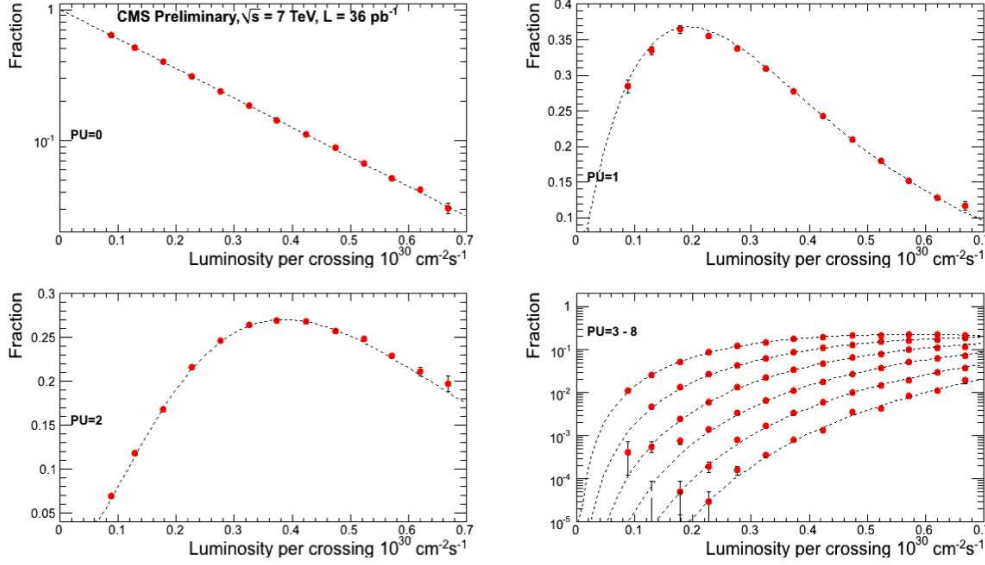 CMS Preliminary, √s = 7 TeV, L = 36 pb⁻¹
Fraction
1
10⁻¹
PU=0
0 0.1 0.2 0.3 0.4 0.5 0.6 0.7
Luminosity per crossing 10³⁰ cm⁻²s⁻¹
Fraction
0.4
0.35
0.3
0.25
0.2
0.15
0.1
PU=1
0 0.1 0.2 0.3 0.4 0.5 0.6 0.7
Luminosity per crossing 10³⁰ cm⁻²s⁻¹
Fraction
0.3
0.25
0.2
0.15
0.1
0.05
PU=2
0 0.1 0.2 0.3 0.4 0.5 0.6 0.7
Luminosity per crossing 10³⁰ cm⁻²s⁻¹
Fraction
PU=3 - 8
1
10⁻¹
10⁻²
10⁻³
10⁻⁴
10⁻⁵
0 0.1 0.2 0.3 0.4 0.5 0.6 0.7
Luminosity per crossing 10³⁰ cm⁻²s⁻¹